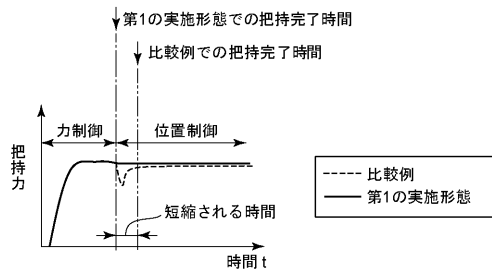 第1の実施形態での把持完了時間
比較例での把持完了時間
力制御
位置制御
把持力
短縮される時間
時間 t
比較例
第1の実施形態